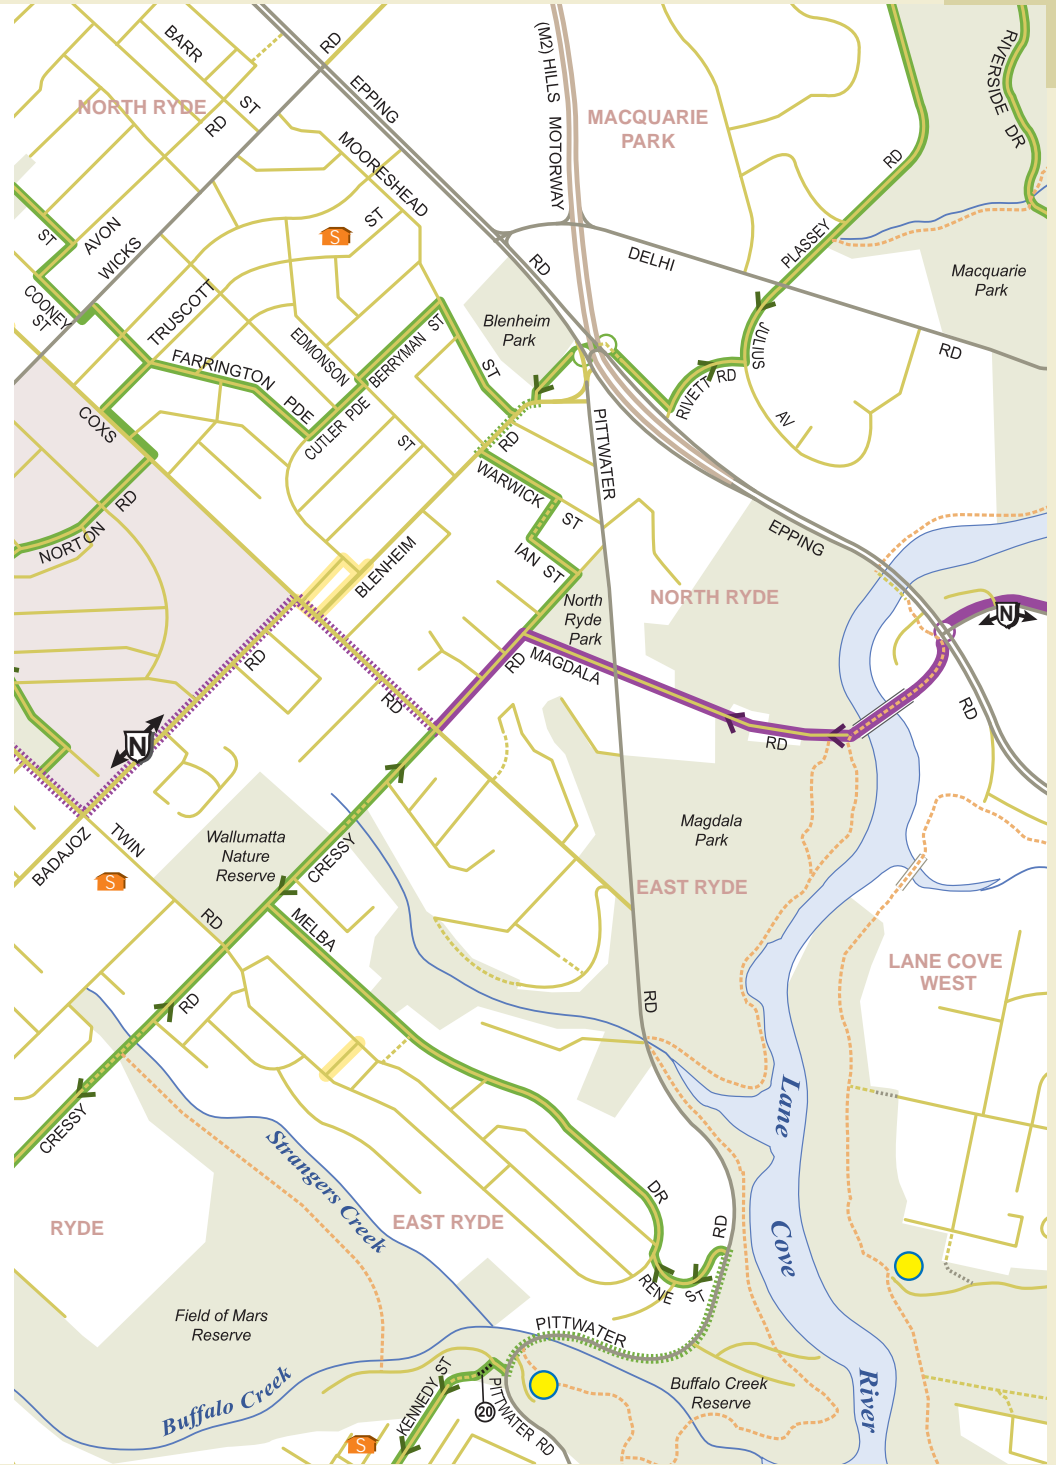 BARR
ST
RD
NORTH RYDE
RD
EPPING
(M2) HILLS MOTORWAY
MACQUARIE
PARK
RIVERSIDE DR
RD
MOORESHEAD
ST
AVON
ST
WICKS
COONEY
ST
TRUSCOTT
S
RD
DELHI
PLASSEY
Macquarie
Park
RD
Blenheim
Park
EDMONSON
BERRYMAN ST
ST
FARRINGTON
PDE
CUTLER PDE
ST
JULIUS
RIVETT RD
AV
COXS
RD
NORTON
RD
PITTWATER
WARWICK
ST
IAN ST
EPPING
BLENHEIM
North
Ryde
Park
NORTH RYDE
N
RD
RD
MAGDALA
RD
RD
RD
N
Magdala
Park
BADAJOZ
TWIN
Wallumatta
Nature
Reserve
CRESSY
S
EAST RYDE
RD
MELBA
LANE COVE
WEST
RD
RD
Lane
CRESSY
Strangers Creek
DR
RD
RYDE
EAST RYDE
Cove
RENE
ST
Field of Mars
Reserve
PITTWATER
Buffalo Creek
KENNEDY ST
20
PITTWATER RD
Buffalo Creek
Reserve
River
S